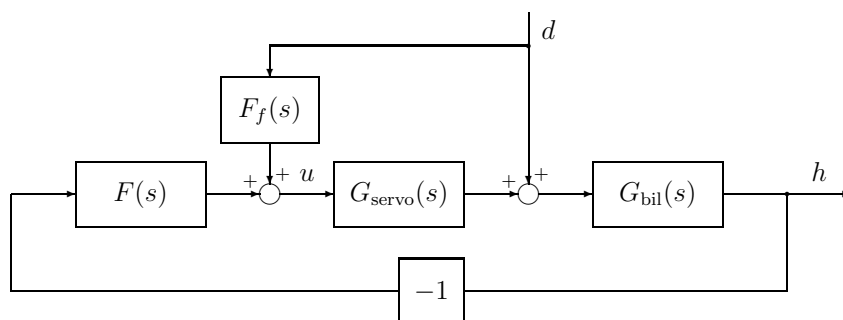 d
F_f(s)
+ + u + +
F(s) G_servo(s) G_bil(s) h
−1